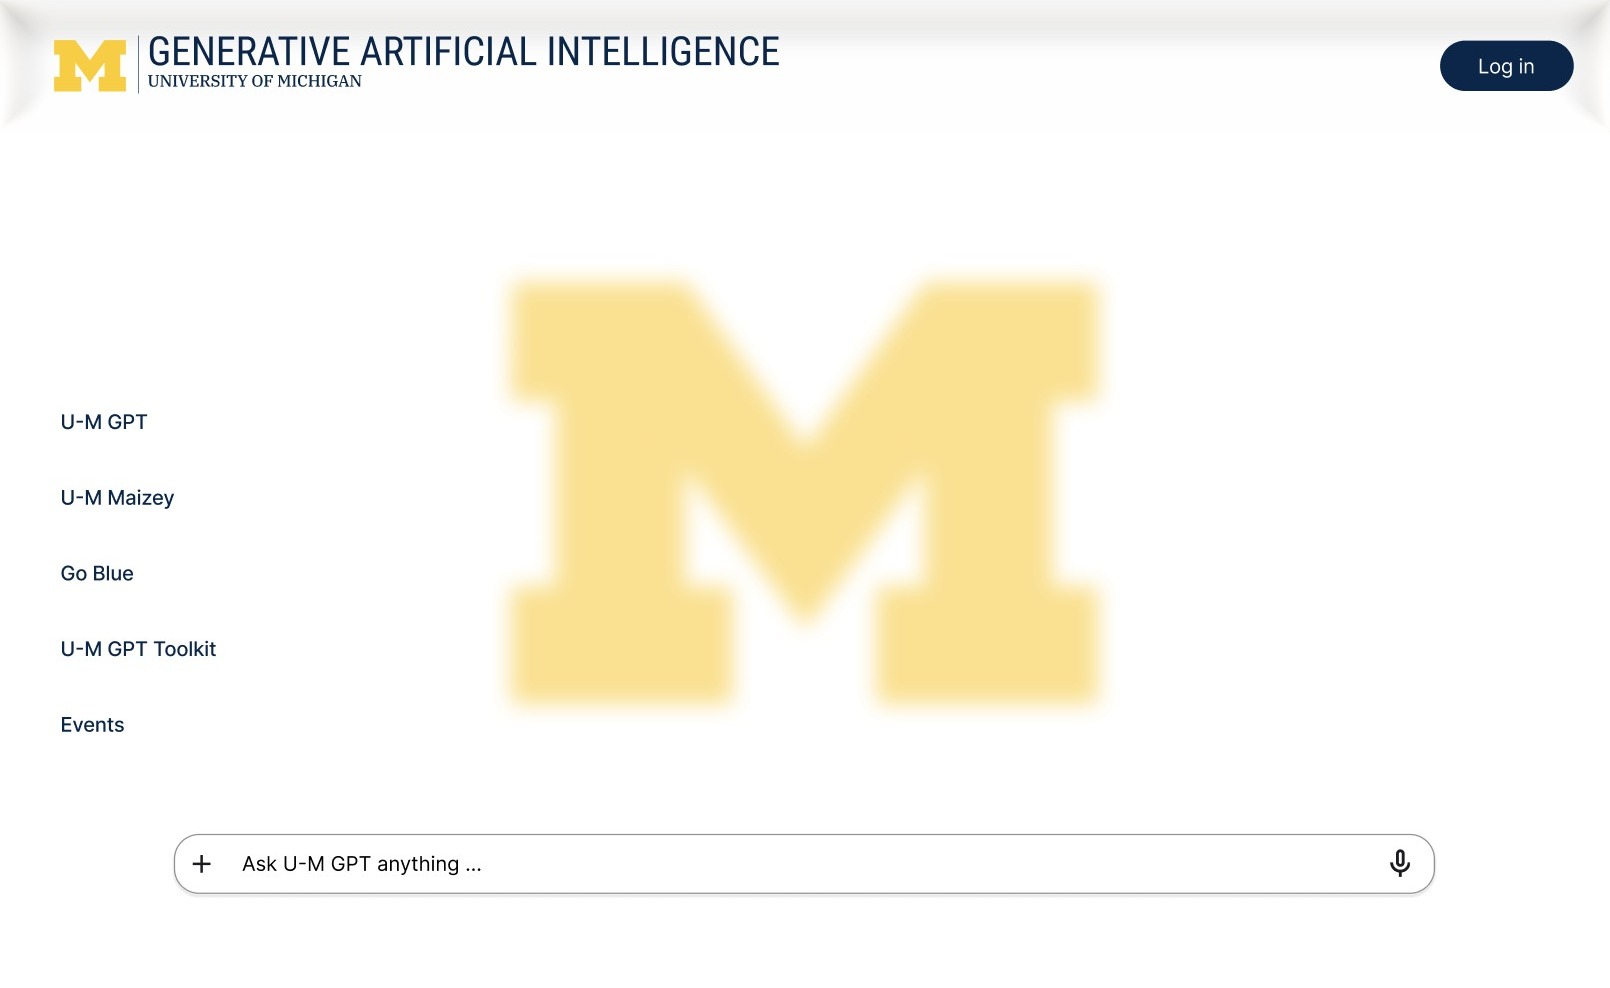 M
GENERATIVE ARTIFICIAL INTELLIGENCE
UNIVERSITY OF MICHIGAN
Log in
M
U-M GPT
U-M Maizey
Go Blue
U-M GPT Toolkit
Events
Ask U-M GPT anything ...